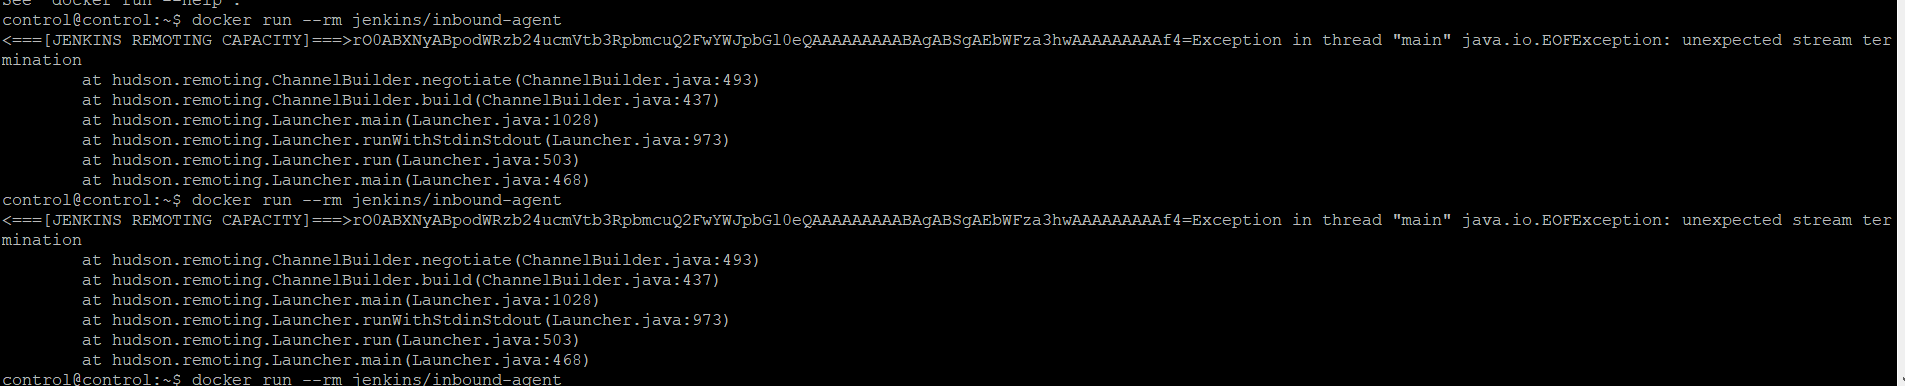 See 'docker run --help'.
control@control:~$ docker run --rm jenkins/inbound-agent
<===[JENKINS REMOTING CAPACITY]===>rO0ABXNyABpodWRzb24ucmVtb3RpbmcuQ2FwYWJpbGl0eQAAAAAAAAABAgABSgAEbWFza3hwAAAAAAAAAf4=Exception in thread "main" java.io.EOFException: unexpected stream ter
mination
        at hudson.remoting.ChannelBuilder.negotiate(ChannelBuilder.java:493)
        at hudson.remoting.ChannelBuilder.build(ChannelBuilder.java:437)
        at hudson.remoting.Launcher.main(Launcher.java:1028)
        at hudson.remoting.Launcher.runWithStdinStdout(Launcher.java:973)
        at hudson.remoting.Launcher.run(Launcher.java:503)
        at hudson.remoting.Launcher.main(Launcher.java:468)
control@control:~$ docker run --rm jenkins/inbound-agent
<===[JENKINS REMOTING CAPACITY]===>rO0ABXNyABpodWRzb24ucmVtb3RpbmcuQ2FwYWJpbGl0eQAAAAAAAAABAgABSgAEbWFza3hwAAAAAAAAAf4=Exception in thread "main" java.io.EOFException: unexpected stream ter
mination
        at hudson.remoting.ChannelBuilder.negotiate(ChannelBuilder.java:493)
        at hudson.remoting.ChannelBuilder.build(ChannelBuilder.java:437)
        at hudson.remoting.Launcher.main(Launcher.java:1028)
        at hudson.remoting.Launcher.runWithStdinStdout(Launcher.java:973)
        at hudson.remoting.Launcher.run(Launcher.java:503)
        at hudson.remoting.Launcher.main(Launcher.java:468)
control@control:~$ docker run --rm jenkins/inbound-agent